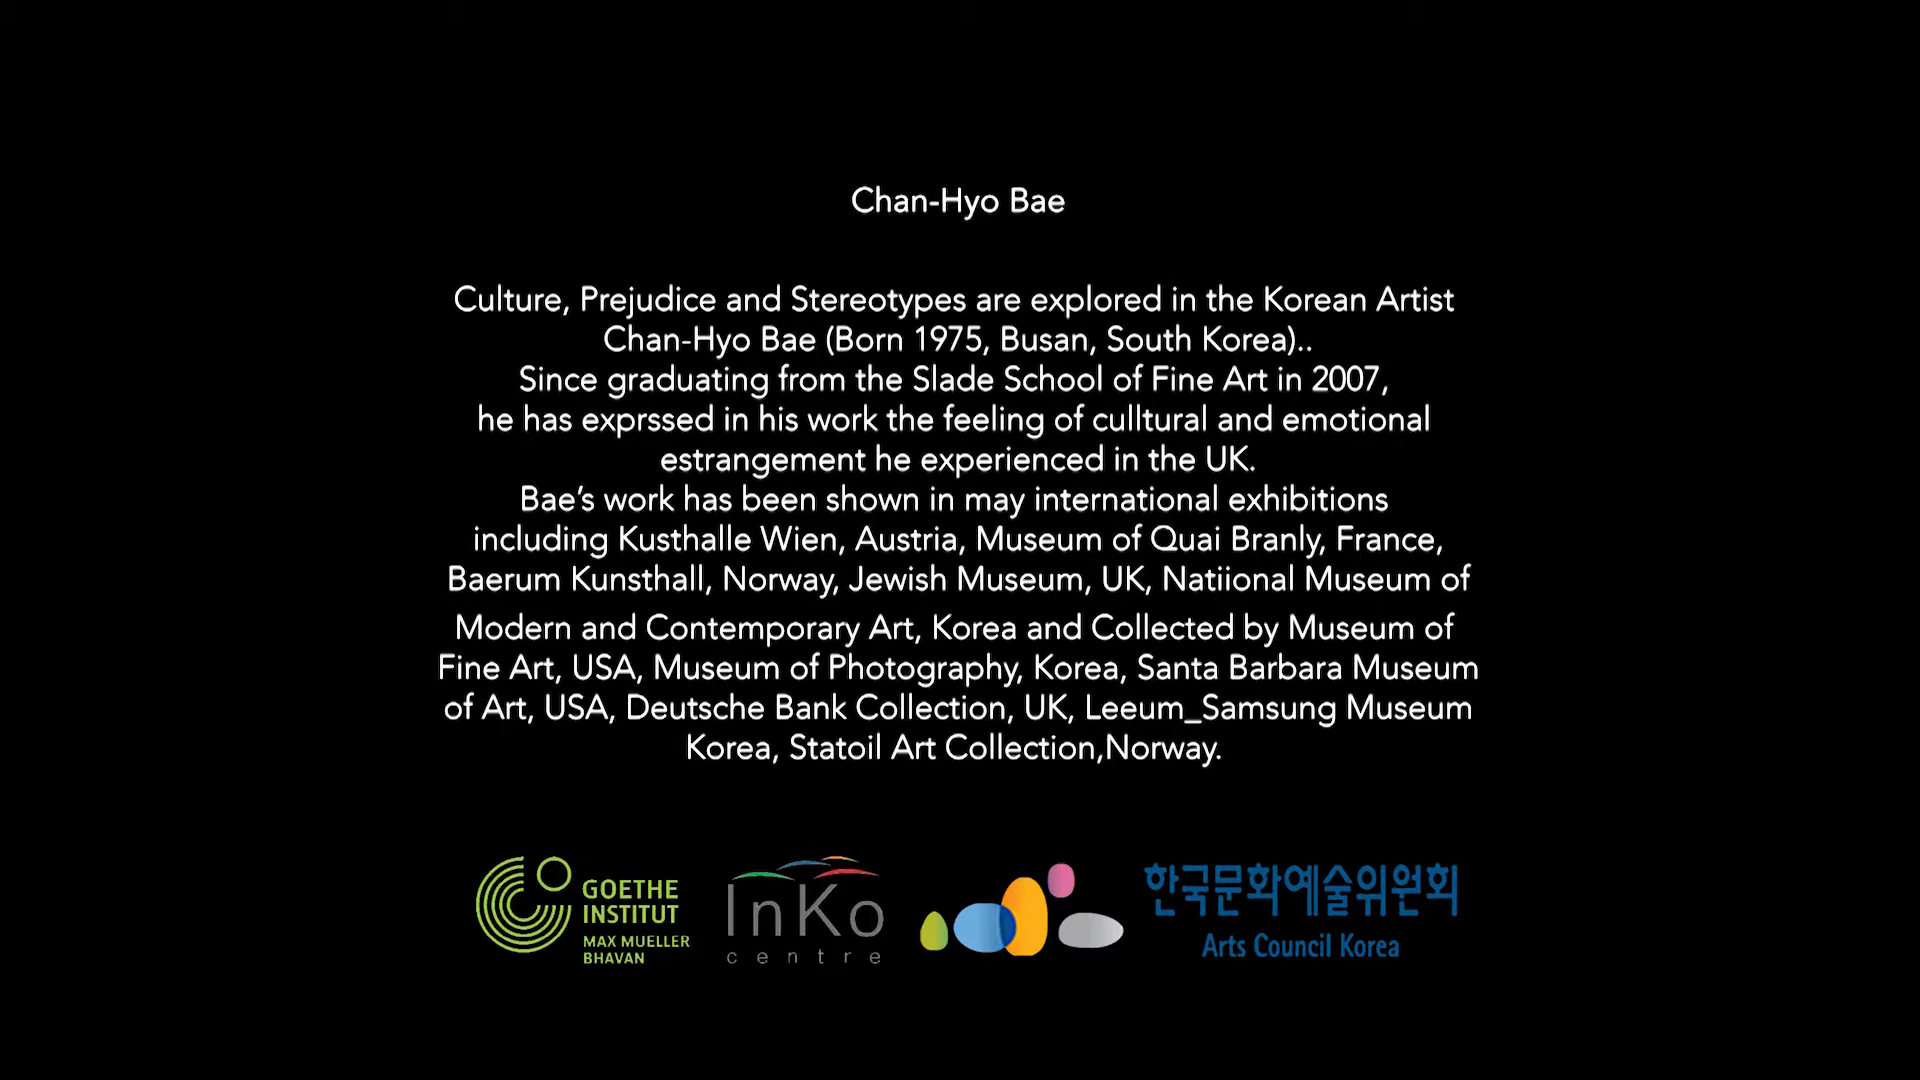 Chan-Hyo Bae
Culture, Prejudice and Stereotypes are explored in the Korean Artist
Chan-Hyo Bae (Born 1975, Busan, South Korea)..
Since graduating from the Slade School of Fine Art in 2007,
he has exprssed in his work the feeling of culltural and emotional
estrangement he experienced in the UK.
Bae’s work has been shown in may international exhibitions
including Kusthalle Wien, Austria, Museum of Quai Branly, France,
Baerum Kunsthall, Norway, Jewish Museum, UK, Natiional Museum of
Modern and Contemporary Art, Korea and Collected by Museum of
Fine Art, USA, Museum of Photography, Korea, Santa Barbara Museum
of Art, USA, Deutsche Bank Collection, UK, Leeum_Samsung Museum
Korea, Statoil Art Collection,Norway.
GOETHE
INSTITUT
MAX MUELLER
BHAVAN
InKo
centre
한국문화예술위원회
Arts Council Korea